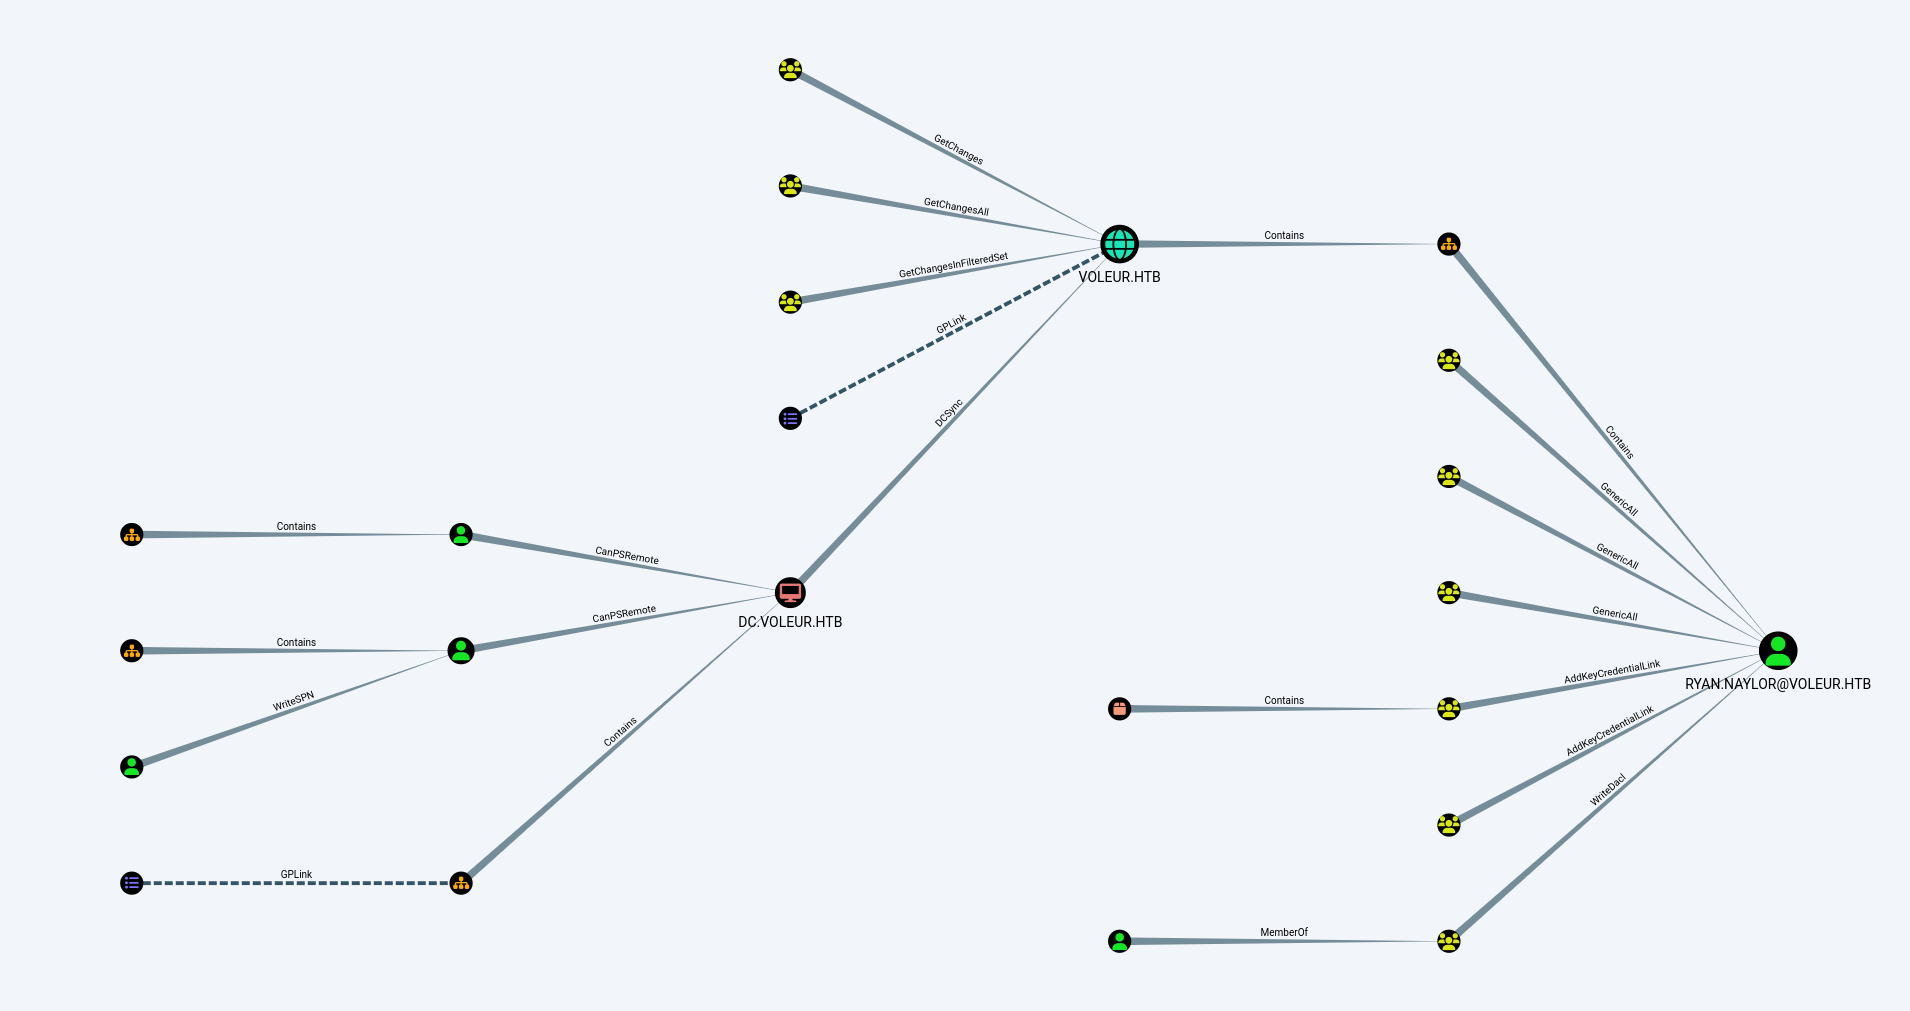 GetChanges
GetChangesAll
Contains
GetChangesInFilteredSet
VOLEUR.HTB
GPLink
DCSync
Contains
GenericAll
Contains
CanPSRemote
GenericAll
CanPSRemote
GenericAll
DC.VOLEUR.HTB
Contains
AddKeyCredentialLink
RYAN.NAYLOR@VOLEUR.HTB
WriteSPN
Contains
Contains
AddKeyCredentialLink
WriteDacl
GPLink
MemberOf